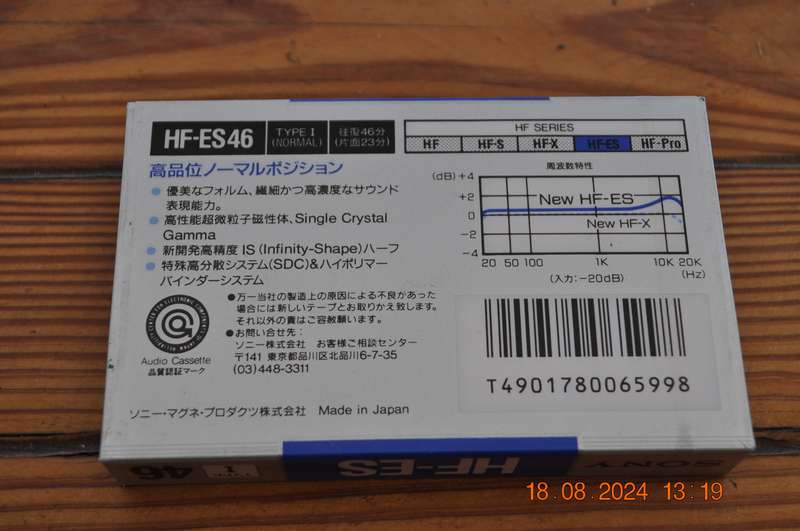 HF-ES46
TYPE I
(NORMAL)
往復46分
(片面23分)
HF SERIES
HF HF-S HF-X HF-ES HF-Pro
高品位ノーマルポジション
● 優美なフォルム、繊細かつ高濃度なサウンド
表現能力。
● 高性能超微粒子磁性体、Single Crystal
Gamma
● 新開発高精度 IS (Infinity-Shape) ハーフ
● 特殊高分散システム(SDC)&ハイポリマー
バインダーシステム
周波数特性
(dB) +4
+2
0
-2
-4
New HF-ES
New HF-X
20 50 100 1K 10K 20K
(入力:-20dB) (Hz)
Audio Cassette
品質認証マーク
●万一当社の製造上の原因による不良があった
場合には新しいテープとお取りかえ致します。
それ以外の責はご容赦願います。
●お問い合せ先:
ソニー株式会社 お客様ご相談センター
〒141 東京都品川区北品川6-7-35
(03)448-3311
T4901780065998
ソニー・マグネ・プロダクツ株式会社 Made in Japan
SONY
HF-ES
I
46
18.08.2024 13:19